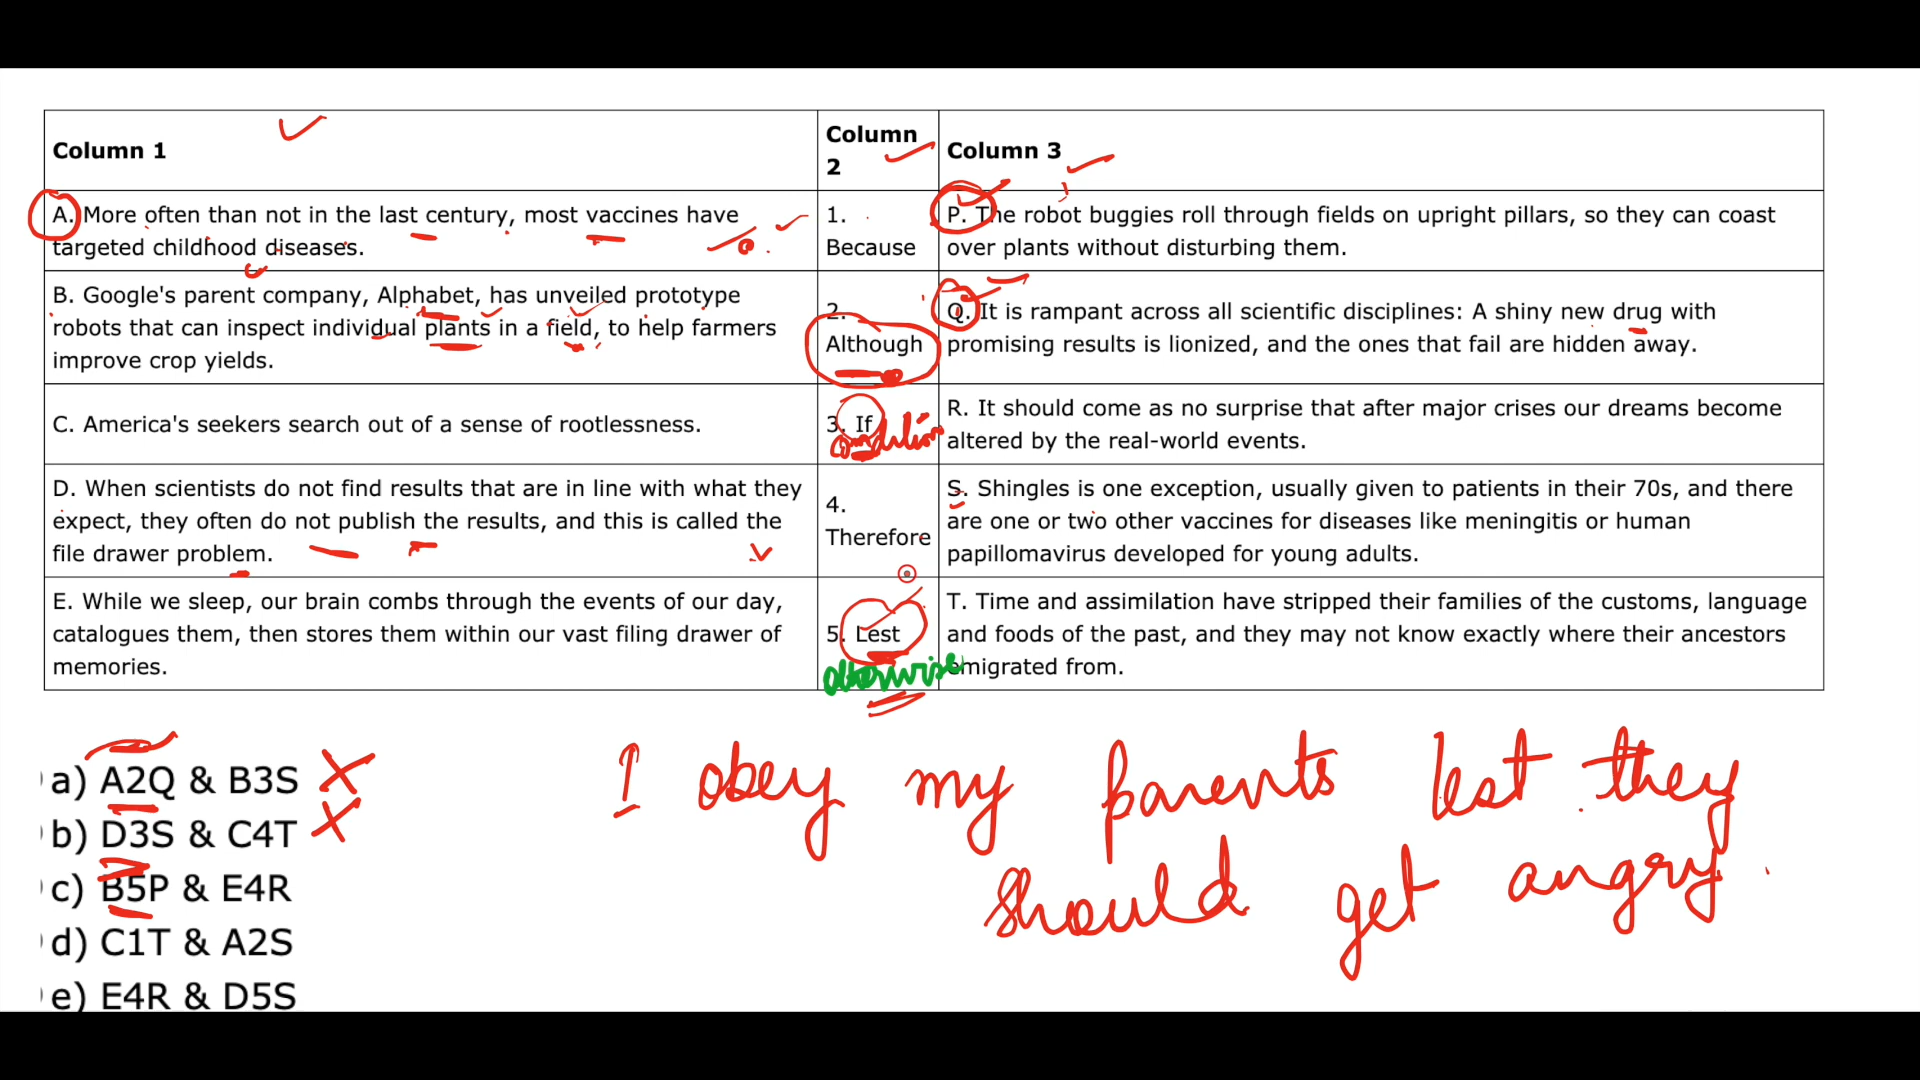 Column 1
Column
2
Column 3
A. More often than not in the last century, most vaccines have
targeted childhood diseases.
1.
Because
P. The robot buggies roll through fields on upright pillars, so they can coast
over plants without disturbing them.
B. Google's parent company, Alphabet, has unveiled prototype
robots that can inspect individual plants in a field, to help farmers
improve crop yields.
2.
Although
Q. It is rampant across all scientific disciplines: A shiny new drug with
promising results is lionized, and the ones that fail are hidden away.
C. America's seekers search out of a sense of rootlessness.
3. If
condition
R. It should come as no surprise that after major crises our dreams become
altered by the real-world events.
D. When scientists do not find results that are in line with what they
expect, they often do not publish the results, and this is called the
file drawer problem.
4.
Therefore
S. Shingles is one exception, usually given to patients in their 70s, and there
are one or two other vaccines for diseases like meningitis or human
papillomavirus developed for young adults.
E. While we sleep, our brain combs through the events of our day,
catalogues them, then stores them within our vast filing drawer of
memories.
5. Lest
otherwise
T. Time and assimilation have stripped their families of the customs, language
and foods of the past, and they may not know exactly where their ancestors
emigrated from.
a) A2Q & B3S
b) D3S & C4T
c) B5P & E4R
d) C1T & A2S
e) E4R & D5S
I obey my parents lest they
should get angry.